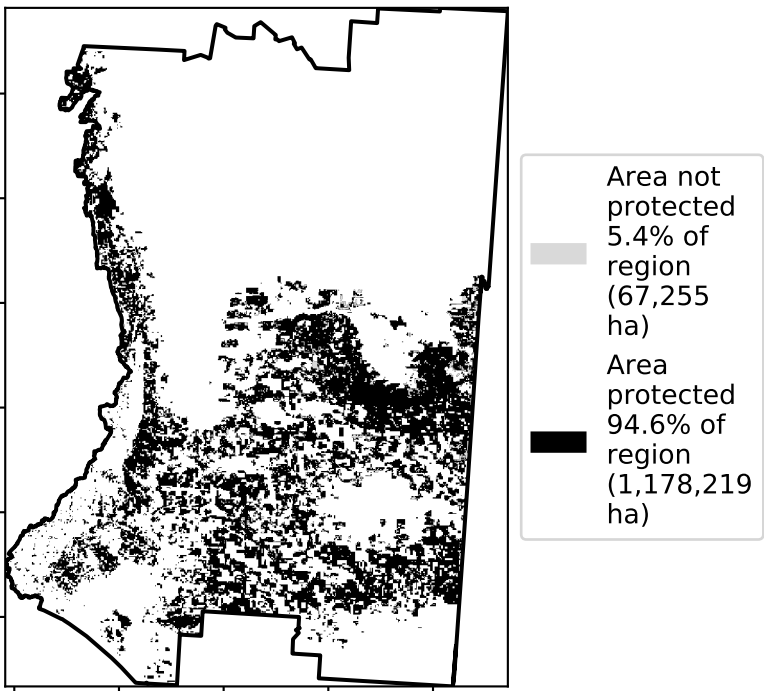 Area not
protected
5.4% of
region
(67,255
ha)
Area
protected
94.6% of
region
(1,178,219
ha)